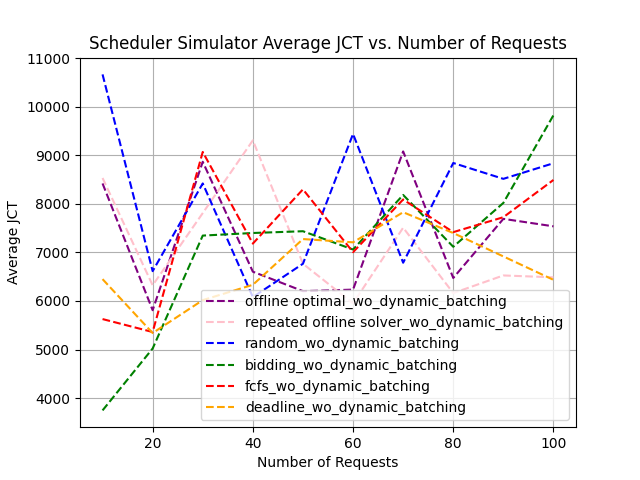 Scheduler Simulator Average JCT vs. Number of Requests
11000
10000
9000
8000
7000
6000
5000
4000
Average JCT
offline optimal_wo_dynamic_batching
repeated offline solver_wo_dynamic_batching
random_wo_dynamic_batching
bidding_wo_dynamic_batching
fcfs_wo_dynamic_batching
deadline_wo_dynamic_batching
20 40 60 80 100
Number of Requests